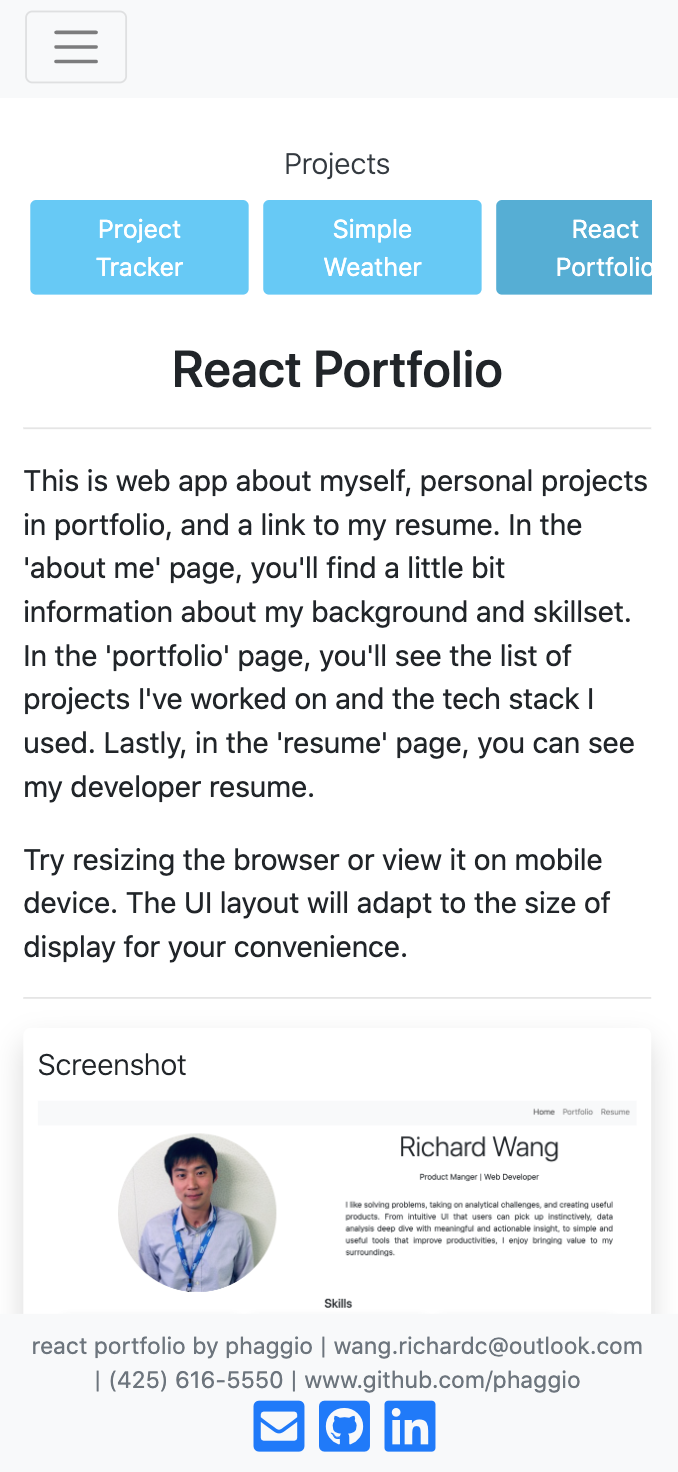 Projects
Project
Tracker
Simple
Weather
React
Portfolio
React Portfolio
This is web app about myself, personal projects
in portfolio, and a link to my resume. In the
'about me' page, you'll find a little bit
information about my background and skillset.
In the 'portfolio' page, you'll see the list of
projects I've worked on and the tech stack I
used. Lastly, in the 'resume' page, you can see
my developer resume.
Try resizing the browser or view it on mobile
device. The UI layout will adapt to the size of
display for your convenience.
Screenshot
Home Portfolio Resume
Richard Wang
Product Manger | Web Developer
I like solving problems, taking on analytical challenges, and creating useful
products. From intuitive UI that users can pick up instinctively, data
analysis deep dive with meaningful and actionable insight, to simple and
useful tools that improve productivities, I enjoy bringing value to my
surroundings.
Skills
react portfolio by phaggio | wang.richardc@outlook.com
| (425) 616-5550 | www.github.com/phaggio
in